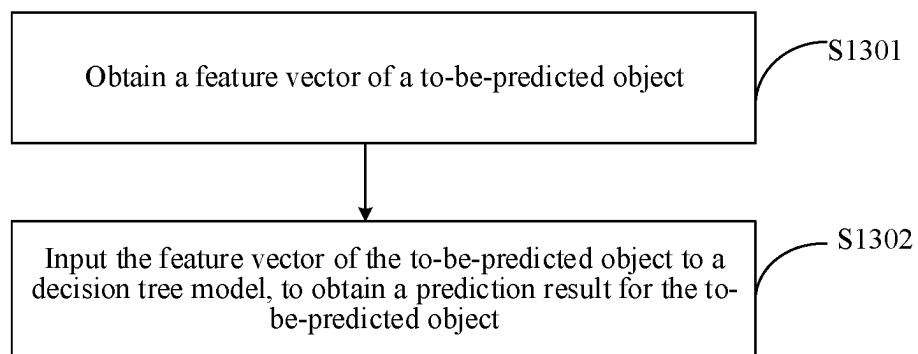 Obtain a feature vector of a to-be-predicted object
S1301
Input the feature vector of the to-be-predicted object to a
decision tree model, to obtain a prediction result for the to-
be-predicted object
S1302